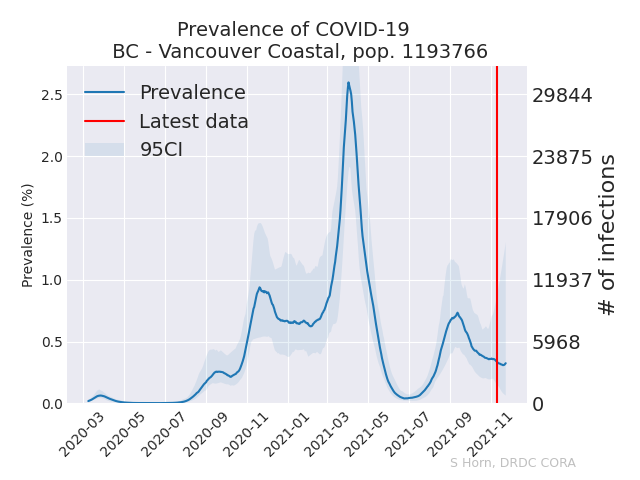 Prevalence of COVID-19
BC - Vancouver Coastal, pop. 1193766
Prevalence
Latest data
95CI
Prevalence (%)
2.5
2.0
1.5
1.0
0.5
0.0
29844
23875
17906
11937
5968
0
# of infections
2020-03
2020-05
2020-07
2020-09
2020-11
2021-01
2021-03
2021-05
2021-07
2021-09
2021-11
S Horn, DRDC CORA